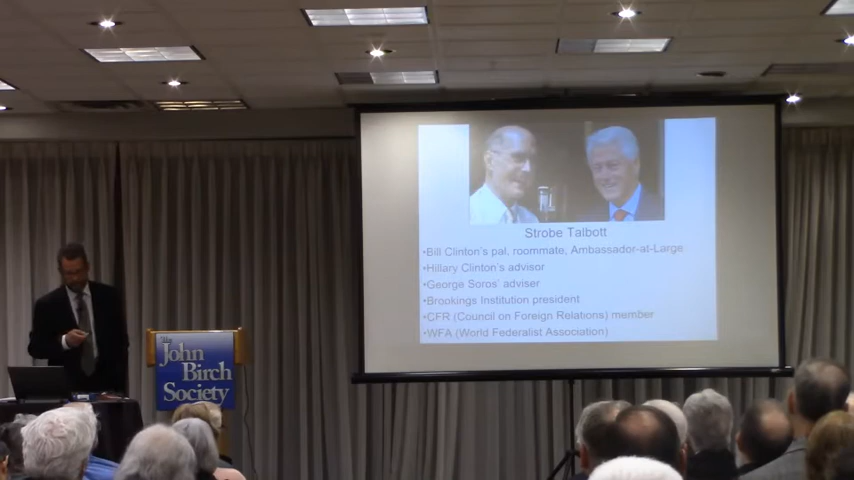 The
John
Birch
Society
Strobe Talbott
•Bill Clinton's pal, roommate, Ambassador-at-Large
•Hillary Clinton's advisor
•George Soros' adviser
•Brookings Institution president
•CFR (Council on Foreign Relations) member
•WFA (World Federalist Association)